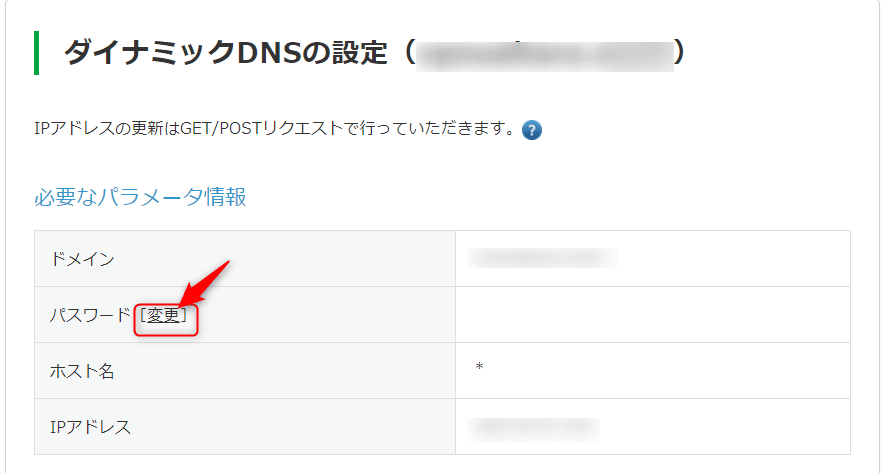 ダイナミックDNSの設定（ ）
IPアドレスの更新はGET/POSTリクエストで行っていただきます。 ?
必要なパラメータ情報
ドメイン
パスワード [変更]
ホスト名 *
IPアドレス